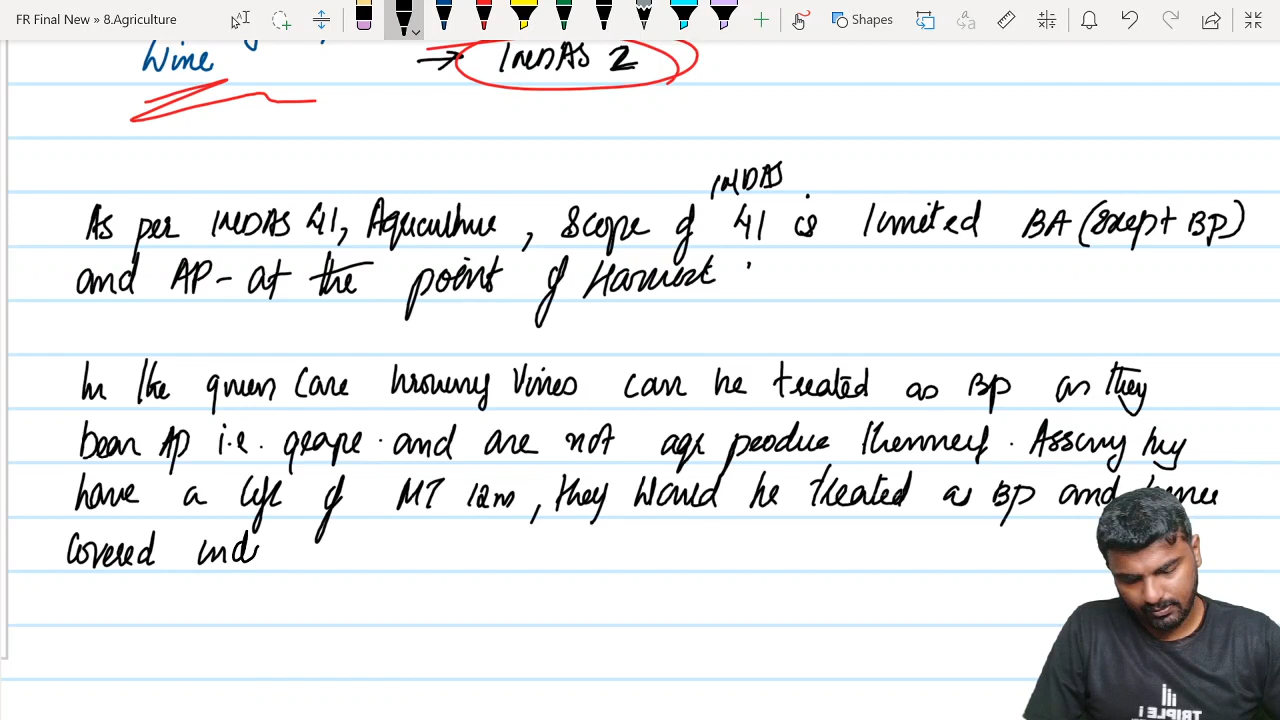 FR Final New » 8.Agriculture
Shapes
Wine → INDAS 2
INDAS
As per INDAS 41, Agriculture, Scope of 41 is limited BA (Except BP)
and AP - at the point of Harvest.
In the given case growing Vines can be treated as BP as they
bear AP i.e. grape. and are not agr produce themself. Assuming they
have a life of MT 12m, they would be treated as BP and hence
covered ind
TRIPLE i